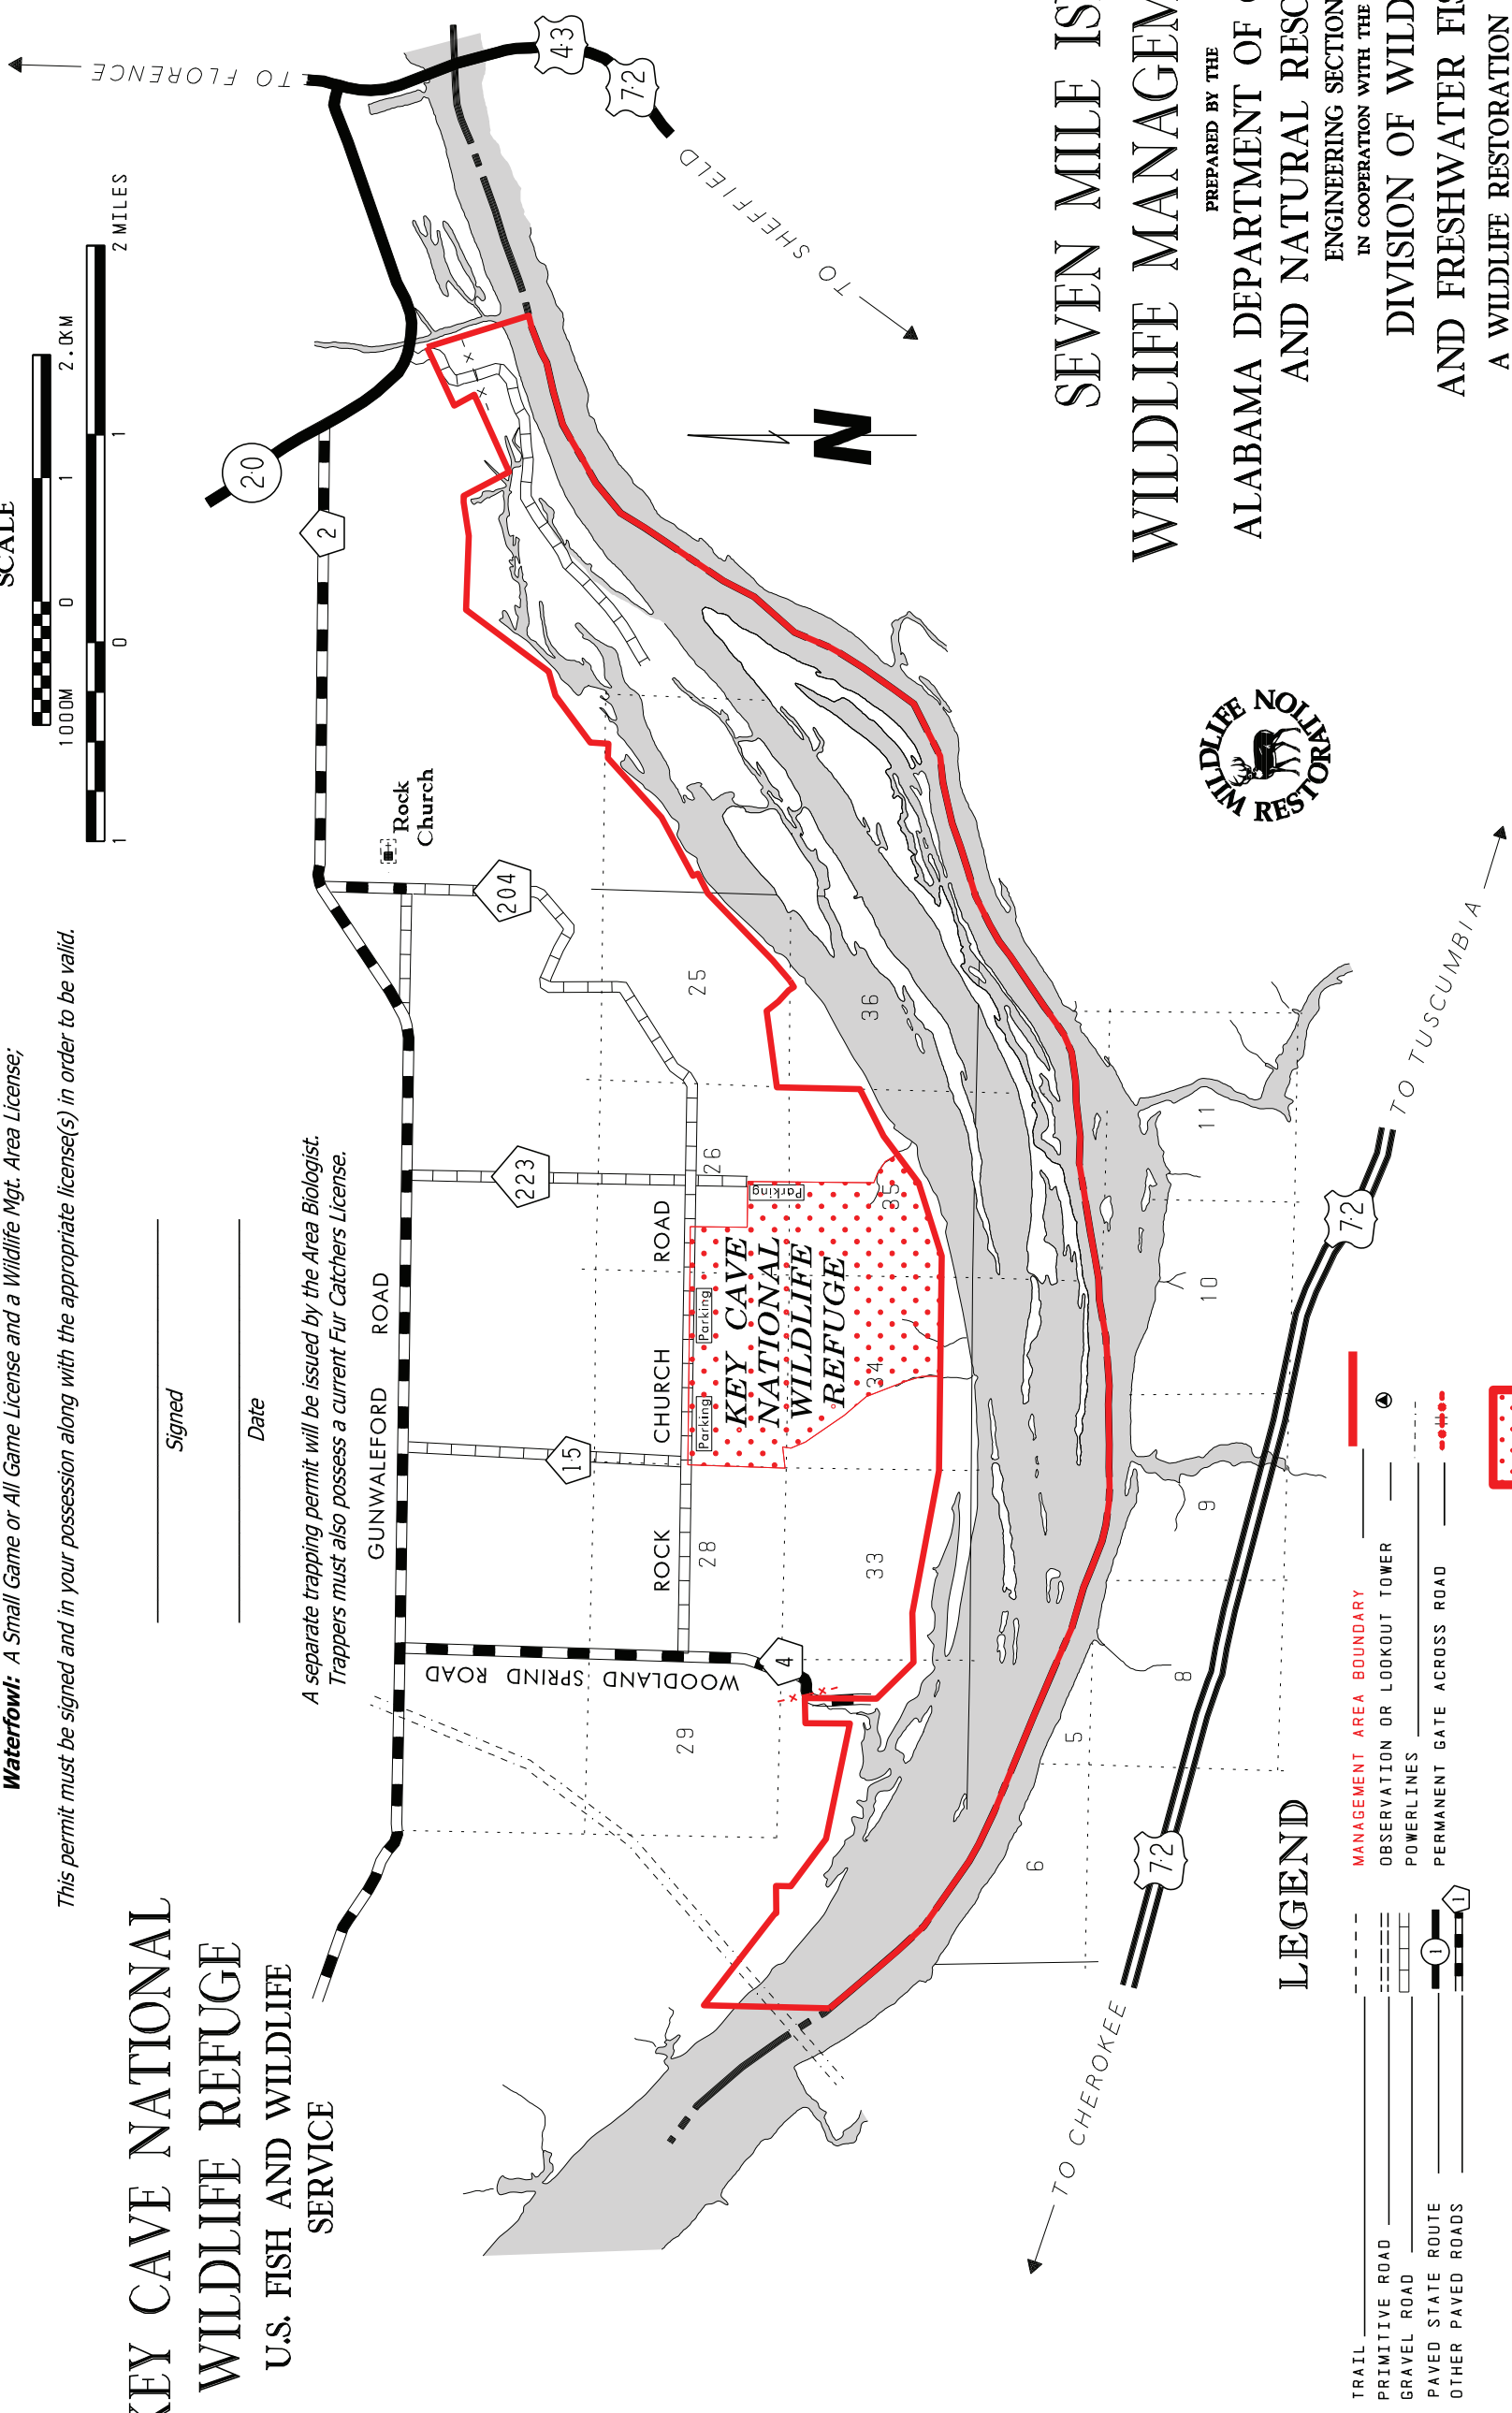 Waterfowl: A Small Game or All Game License and a Wildlife Mgt. Area License;
This permit must be signed and in your possession along with the appropriate license(s) in order to be valid.
Signed
Date
A separate trapping permit will be issued by the Area Biologist.
Trappers must also possess a current Fur Catchers License.
KEY CAVE NATIONAL
WILDLIFE REFUGE
U.S. FISH AND WILDLIFE
SERVICE
SCALE
1000M 0 1 2.0KM
1 0 1 2 MILES
TO FLORENCE
43
72
TO SHEFFIELD
20
2
Rock
Church
204
GUNWALEFORD ROAD
223
15
ROCK CHURCH ROAD
WOODLAND SPRIND ROAD
4
25
26
28
29
33
34
35
36
Parking
Parking
Parking
KEY CAVE
NATIONAL
WILDLIFE
REFUGE
N
5
6
8
9
10
11
72
72
TO TUSCUMBIA
TO CHEROKEE
WILDLIFE RESTORATION
SEVEN MILE IS
WILDLIFE MANAGEM
PREPARED BY THE
ALABAMA DEPARTMENT OF
AND NATURAL RESO
ENGINEERING SECTION
IN COOPERATION WITH THE
DIVISION OF WILD
AND FRESHWATER FIS
A WILDLIFE RESTORATION
LEGEND
TRAIL
PRIMITIVE ROAD
GRAVEL ROAD
PAVED STATE ROUTE 1
OTHER PAVED ROADS 1
MANAGEMENT AREA BOUNDARY
OBSERVATION OR LOOKOUT TOWER
POWERLINES
PERMANENT GATE ACROSS ROAD